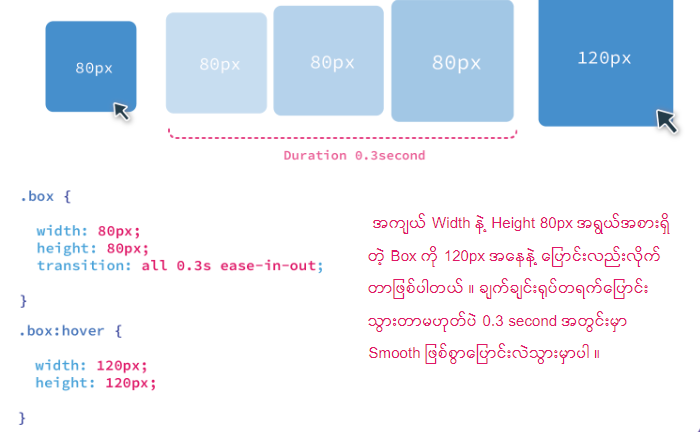 80px
80px
80px
80px
120px
Duration 0.3second
.box {
width: 80px;
height: 80px;
transition: all 0.3s ease-in-out;
}
.box:hover {
width: 120px;
height: 120px;
}
အကျယ် Width နဲ့ Height 80px အရွယ်အစားရှိ
တဲ့ Box ကို 120px အနေနဲ့ ပြောင်းလည်းလိုက်
တာဖြစ်ပါတယ် ။ ချက်ချင်းရုပ်တရက်ပြောင်း
သွားတာမဟုတ်ပဲ 0.3 second အတွင်းမှာ
Smooth ဖြစ်စွာပြောင်းလဲသွားမှာပါ ။